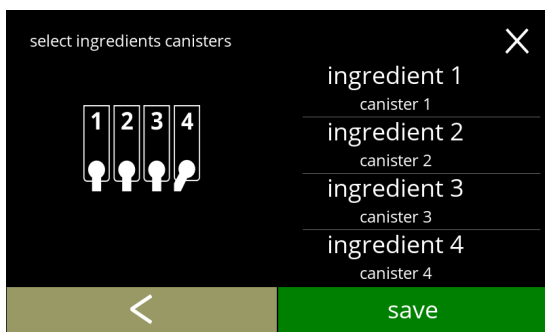 select ingredients canisters
1 2 3 4
ingredient 1
canister 1
ingredient 2
canister 2
ingredient 3
canister 3
ingredient 4
canister 4
save